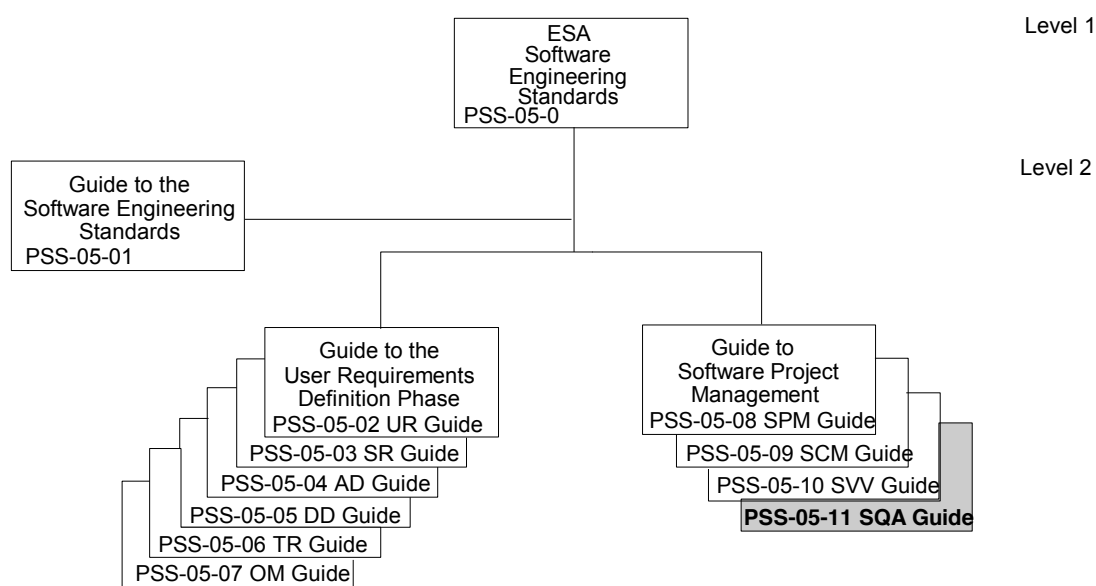 Level 1
ESA
Software
Engineering
Standards
PSS-05-0
Level 2
Guide to the
Software Engineering
Standards
PSS-05-01
Guide to the
User Requirements
Definition Phase
PSS-05-02 UR Guide
PSS-05-03 SR Guide
PSS-05-04 AD Guide
PSS-05-05 DD Guide
PSS-05-06 TR Guide
PSS-05-07 OM Guide
Guide to
Software Project
Management
PSS-05-08 SPM Guide
PSS-05-09 SCM Guide
PSS-05-10 SVV Guide
PSS-05-11 SQA Guide